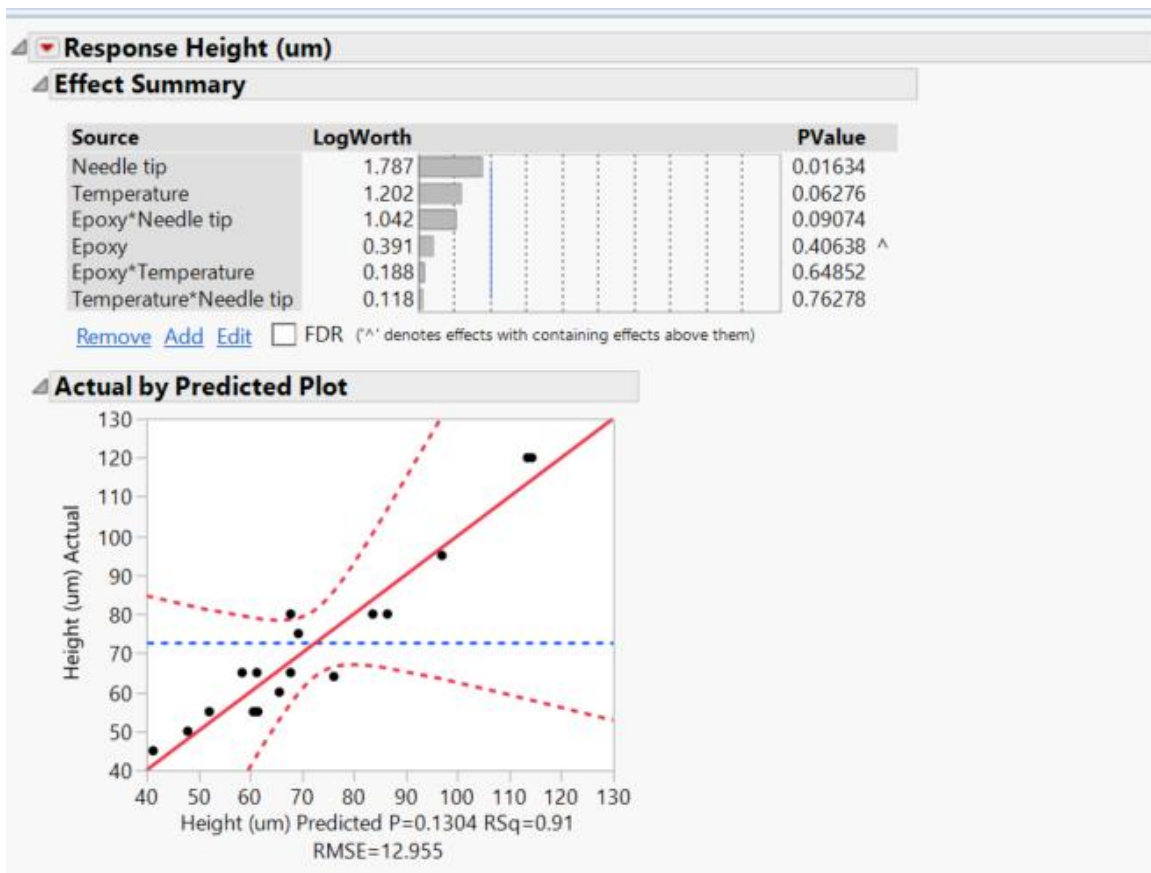 Response Height (um)
Effect Summary
Source LogWorth PValue
Needle tip 1.787 0.01634
Temperature 1.202 0.06276
Epoxy*Needle tip 1.042 0.09074
Epoxy 0.391 0.40638 ^
Epoxy*Temperature 0.188 0.64852
Temperature*Needle tip 0.118 0.76278
Remove Add Edit FDR ('^' denotes effects with containing effects above them)
Actual by Predicted Plot
130
120
110
100
90
80
70
60
50
40
Height (um) Actual
40 50 60 70 80 90 100 110 120 130
Height (um) Predicted P=0.1304 RSq=0.91
RMSE=12.955